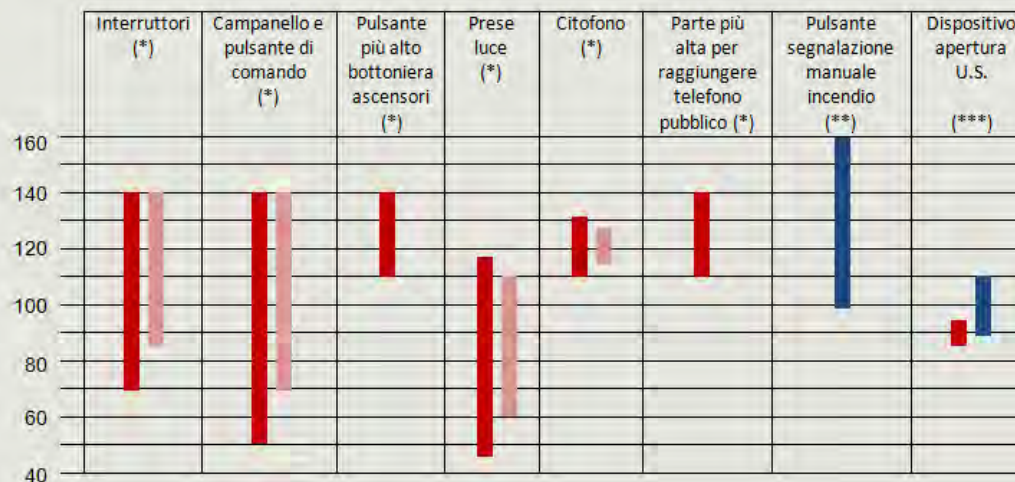 Interruttori
(*)
Campanello e
pulsante di
comando
(*)
Pulsante
più alto
bottoniera
ascensori
(*)
Prese
luce
(*)
Citofono
(*)
Parte più
alta per
raggiungere
telefono
pubblico (*)
Pulsante
segnalazione
manuale
incendio
(**)
Dispositivo
apertura
U.S.
(***)
160
140
120
100
80
60
40